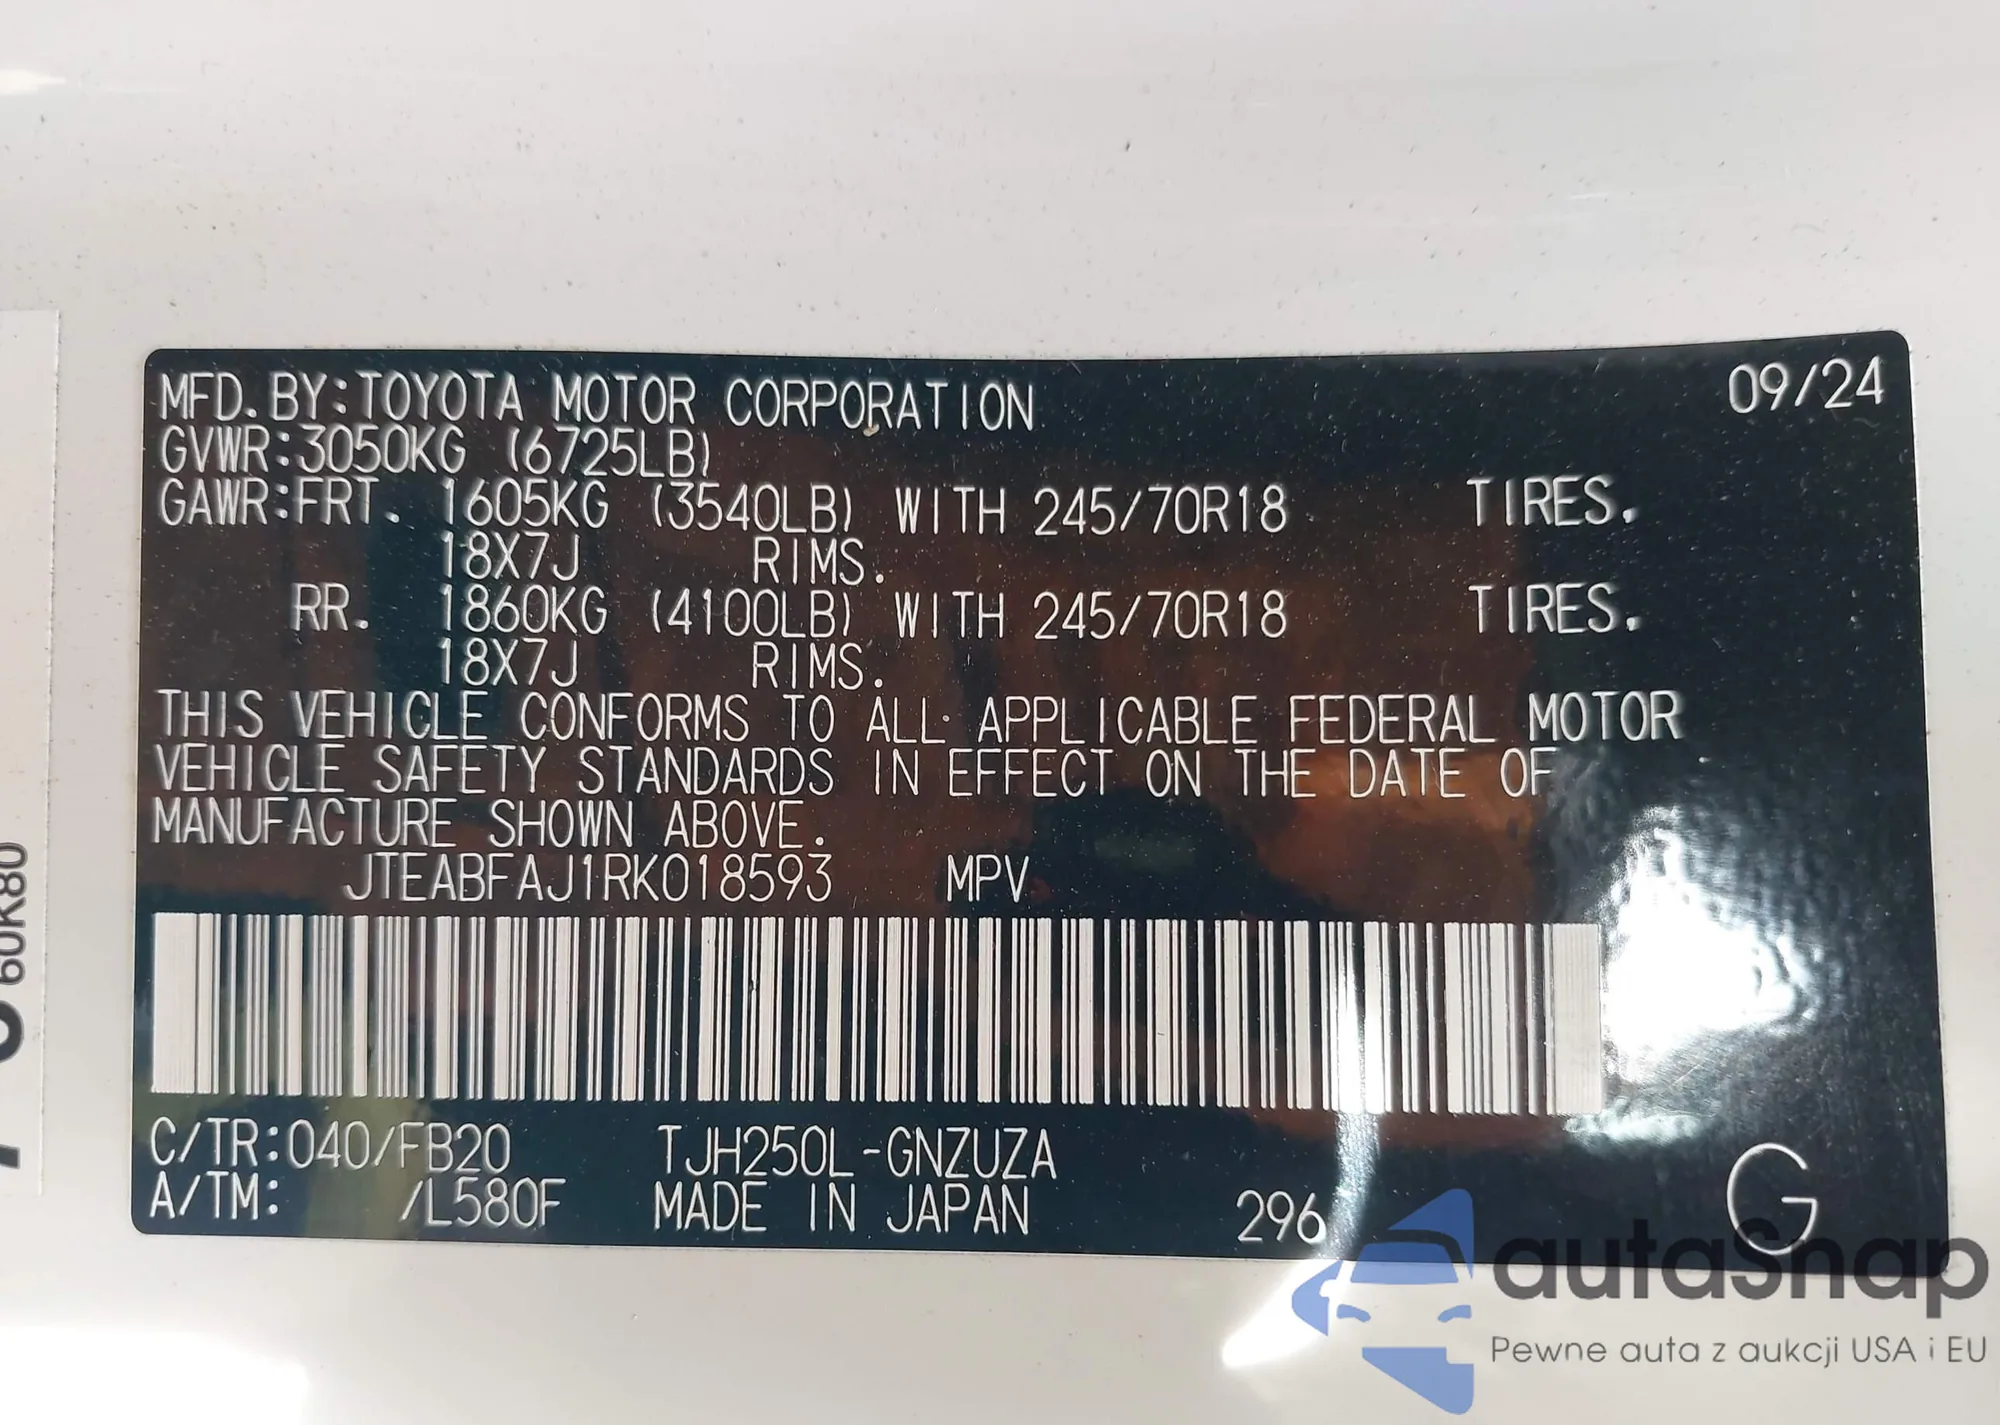 MFD. BY:TOYOTA MOTOR CORPORATION 09/24
GVWR:3050KG (6725LB)
GAWR:FRT. 1605KG (3540LB) WITH 245/70R18 TIRES.
18X7J RIMS.
RR. 1860KG (4100LB) WITH 245/70R18 TIRES.
18X7J RIMS.
THIS VEHICLE CONFORMS TO ALL APPLICABLE FEDERAL MOTOR
VEHICLE SAFETY STANDARDS IN EFFECT ON THE DATE OF
MANUFACTURE SHOWN ABOVE.
JTEABFAJ1RK018593 MPV
C/TR:040/FB20 TJH250L-GNZUZA
A/TM: /L580F MADE IN JAPAN 296 G
60K80
autaSnap
Pewne auta z aukcji USA i EU